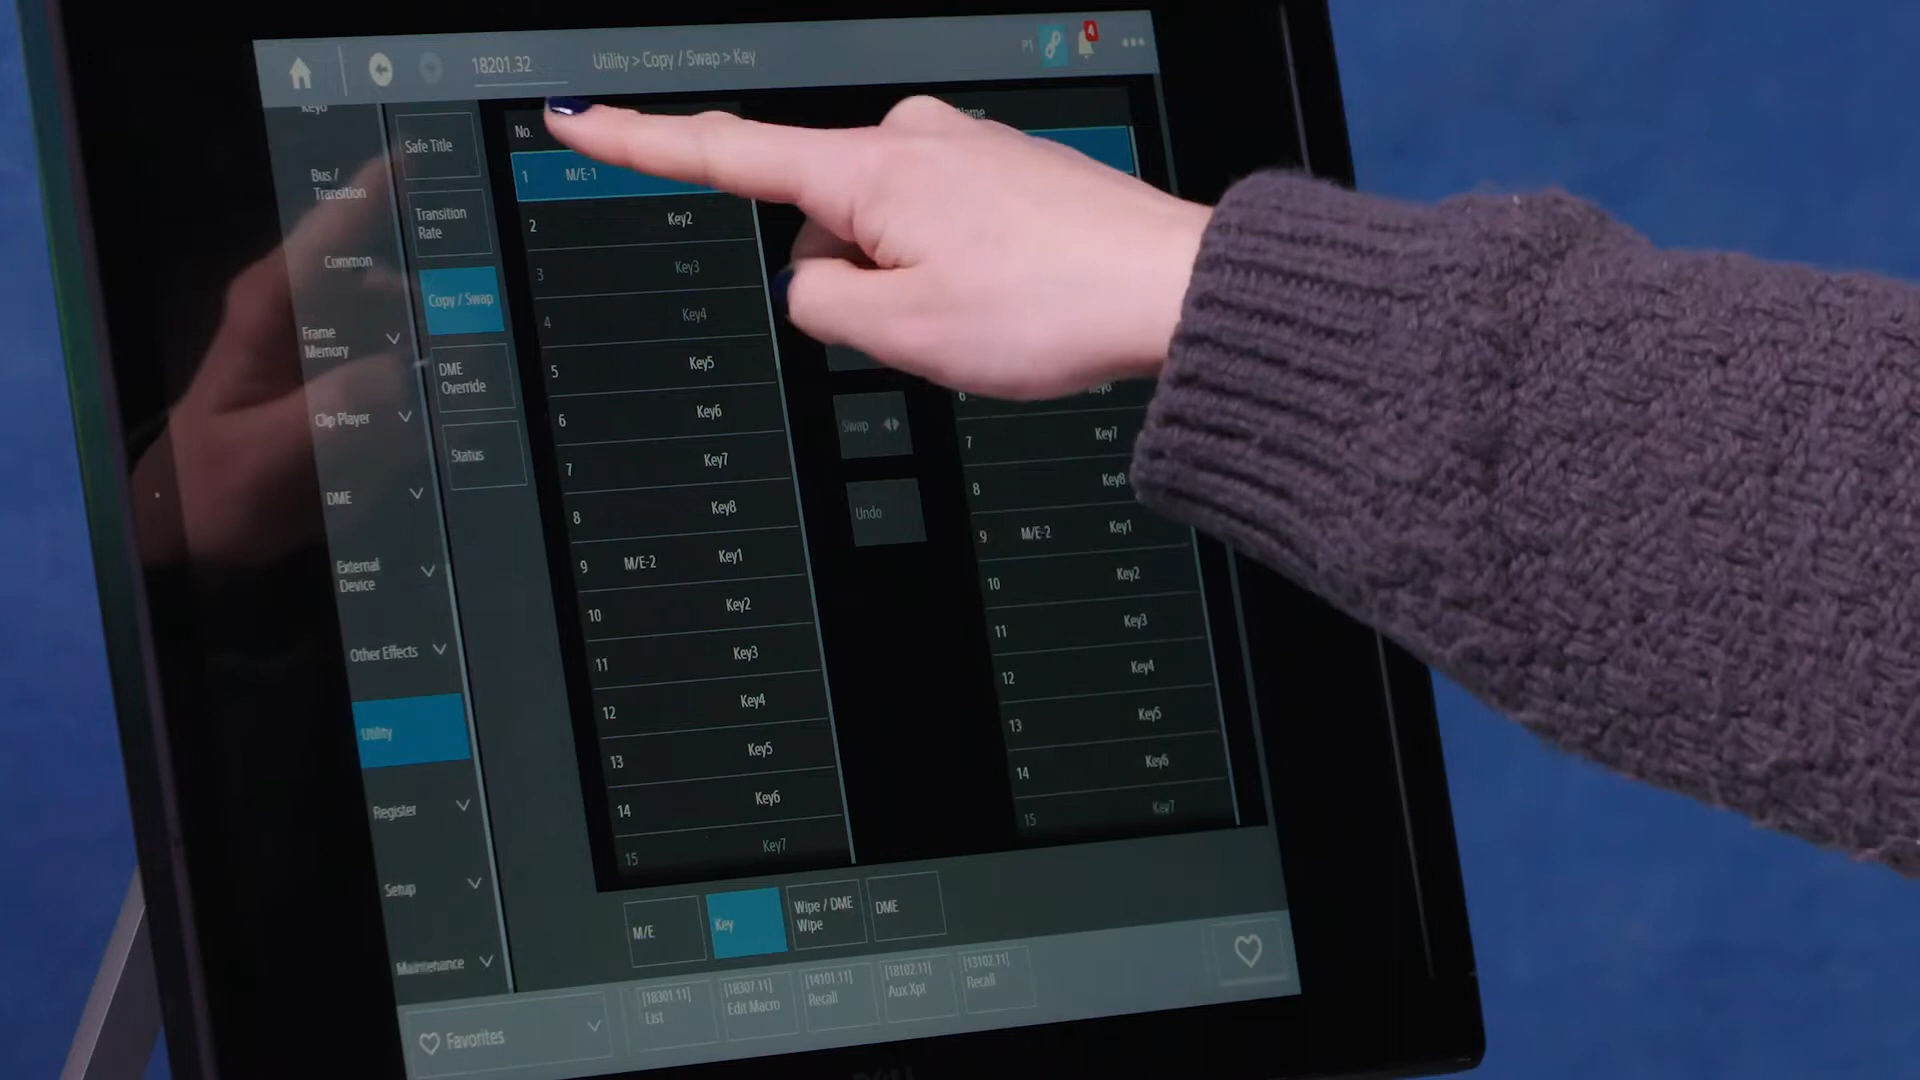 18201.32
Utility > Copy / Swap > Key
P1
4
Bus /
Transition
Common
Frame
Memory
Clip Player
DME
External
Device
Other Effects
Utility
Register
Setup
Maintenance
Safe Title
Transition
Rate
Copy / Swap
DME
Override
Status
No.
1 M/E-1
2 Key2
3 Key3
4 Key4
5 Key5
6 Key6
7 Key7
8 Key8
9 M/E-2 Key1
10 Key2
11 Key3
12 Key4
13 Key5
14 Key6
15 Key7
Swap
Undo
Name
6 Key6
7 Key7
8 Key8
9 M/E-2 Key1
10 Key2
11 Key3
12 Key4
13 Key5
14 Key6
15 Key7
M/E
Key
Wipe / DME
Wipe
DME
Favorites
[18301.11]
List
[18307.11]
Edit Macro
[14101.11]
Recall
[18102.11]
Aux Xpt
[13102.11]
Recall